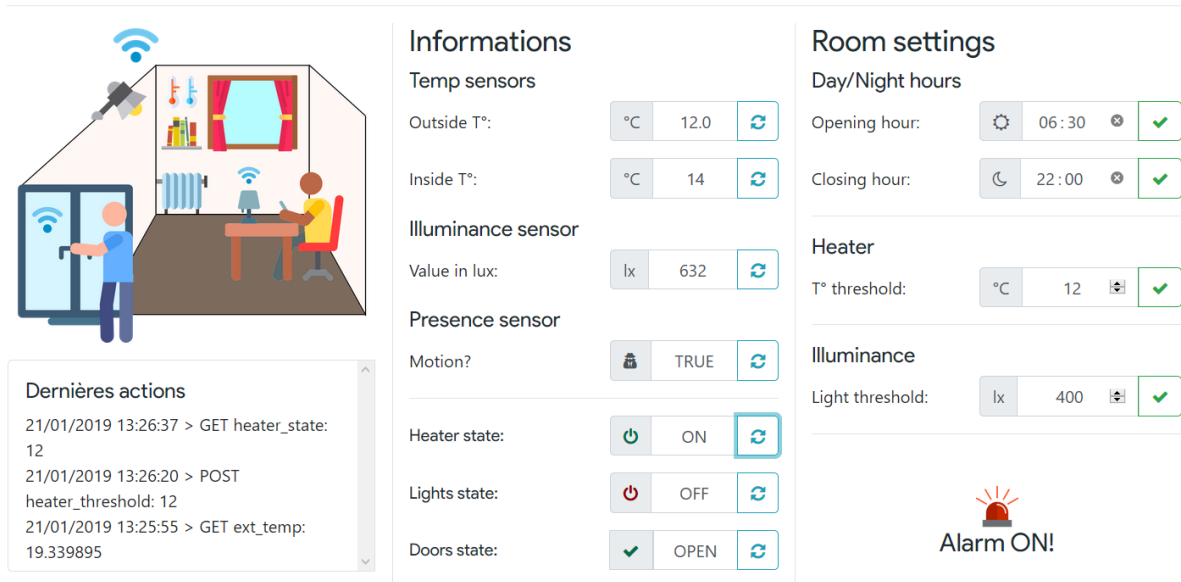 Informations
Temp sensors
Outside T°: °C 12.0
Inside T°: °C 14
Illuminance sensor
Value in lux: lx 632
Presence sensor
Motion? TRUE
Heater state: ON
Lights state: OFF
Doors state: OPEN
Room settings
Day/Night hours
Opening hour: 06:30
Closing hour: 22:00
Heater
T° threshold: °C 12
Illuminance
Light threshold: lx 400
Alarm ON!
Dernières actions
21/01/2019 13:26:37 > GET heater_state:
12
21/01/2019 13:26:20 > POST
heater_threshold: 12
21/01/2019 13:25:55 > GET ext_temp:
19.339895